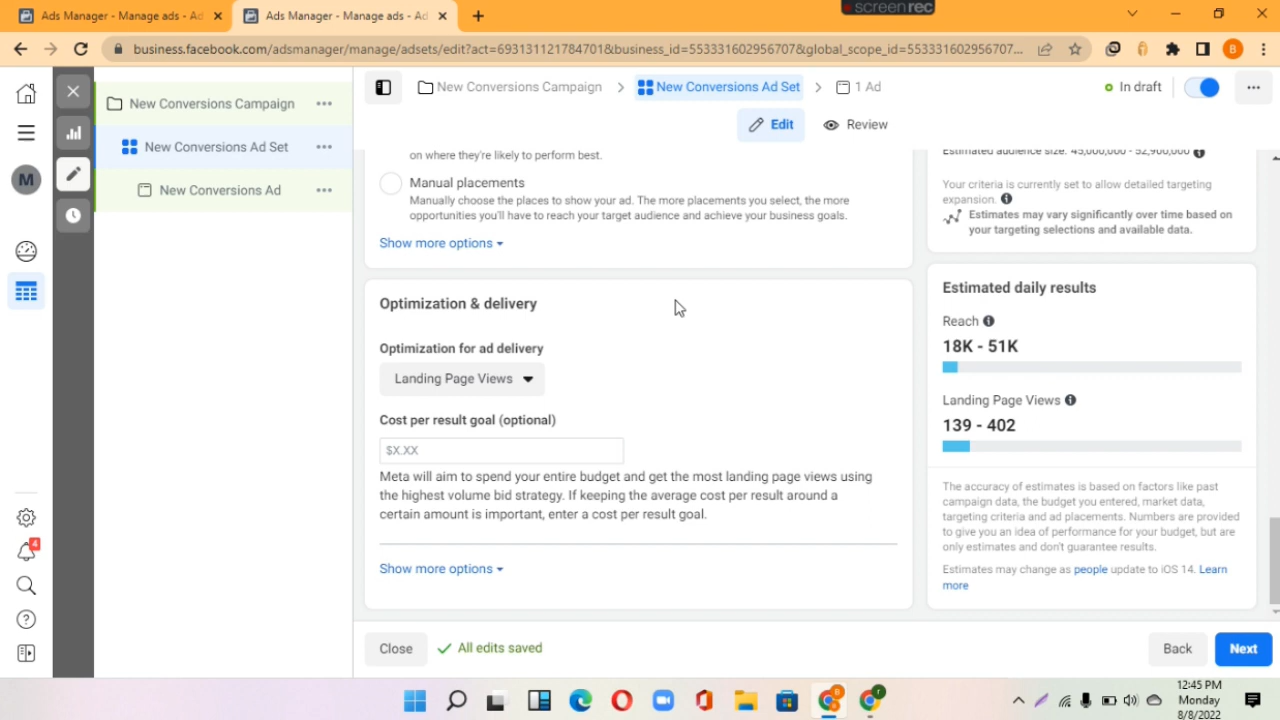 screenrec
Ads Manager - Manage ads - Ad
Ads Manager - Manage ads - Ad
business.facebook.com/adsmanager/manage/adsets/edit?act=693131121784701&business_id=553331602956707&global_scope_id=553331602956707...
B
New Conversions Campaign
New Conversions Ad Set
1 Ad
In draft
Edit
Review
New Conversions Campaign
New Conversions Ad Set
New Conversions Ad
M
4
on where they're likely to perform best.
Manual placements
Manually choose the places to show your ad. The more placements you select, the more
opportunities you'll have to reach your target audience and achieve your business goals.
Show more options
Optimization & delivery
Optimization for ad delivery
Landing Page Views
Cost per result goal (optional)
$X.XX
Meta will aim to spend your entire budget and get the most landing page views using
the highest volume bid strategy. If keeping the average cost per result around a
certain amount is important, enter a cost per result goal.
Show more options
Estimated audience size: 45,000,000 - 52,900,000
Your criteria is currently set to allow detailed targeting
expansion.
Estimates may vary significantly over time based on
your targeting selections and available data.
Estimated daily results
Reach
18K - 51K
Landing Page Views
139 - 402
The accuracy of estimates is based on factors like past
campaign data, the budget you entered, market data,
targeting criteria and ad placements. Numbers are provided
to give you an idea of performance for your budget, but are
only estimates and don't guarantee results.
Estimates may change as people update to iOS 14. Learn
more
Close
All edits saved
Back
Next
12:45 PM
Monday
8/8/2022